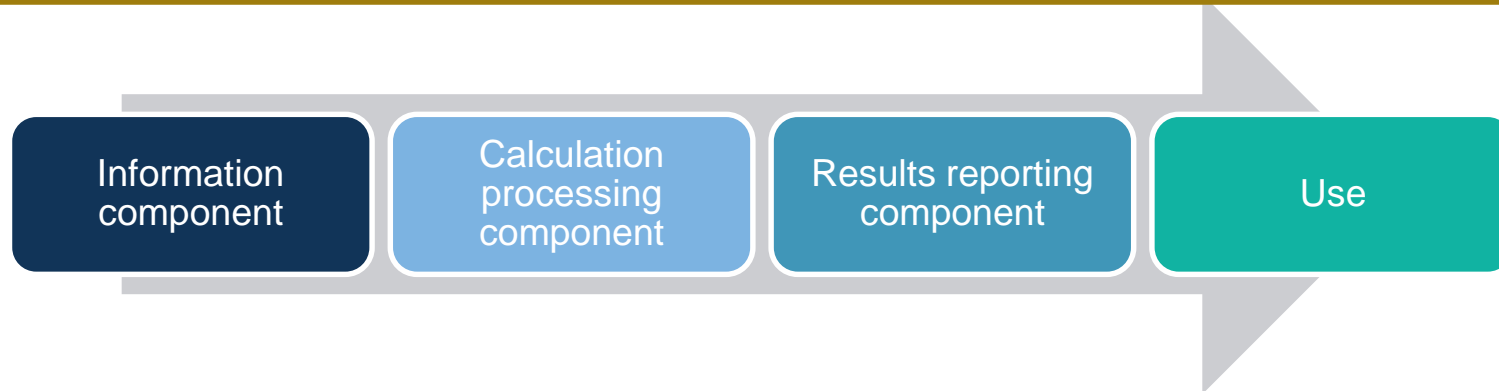 Information
component
Calculation
processing
component
Results reporting
component
Use